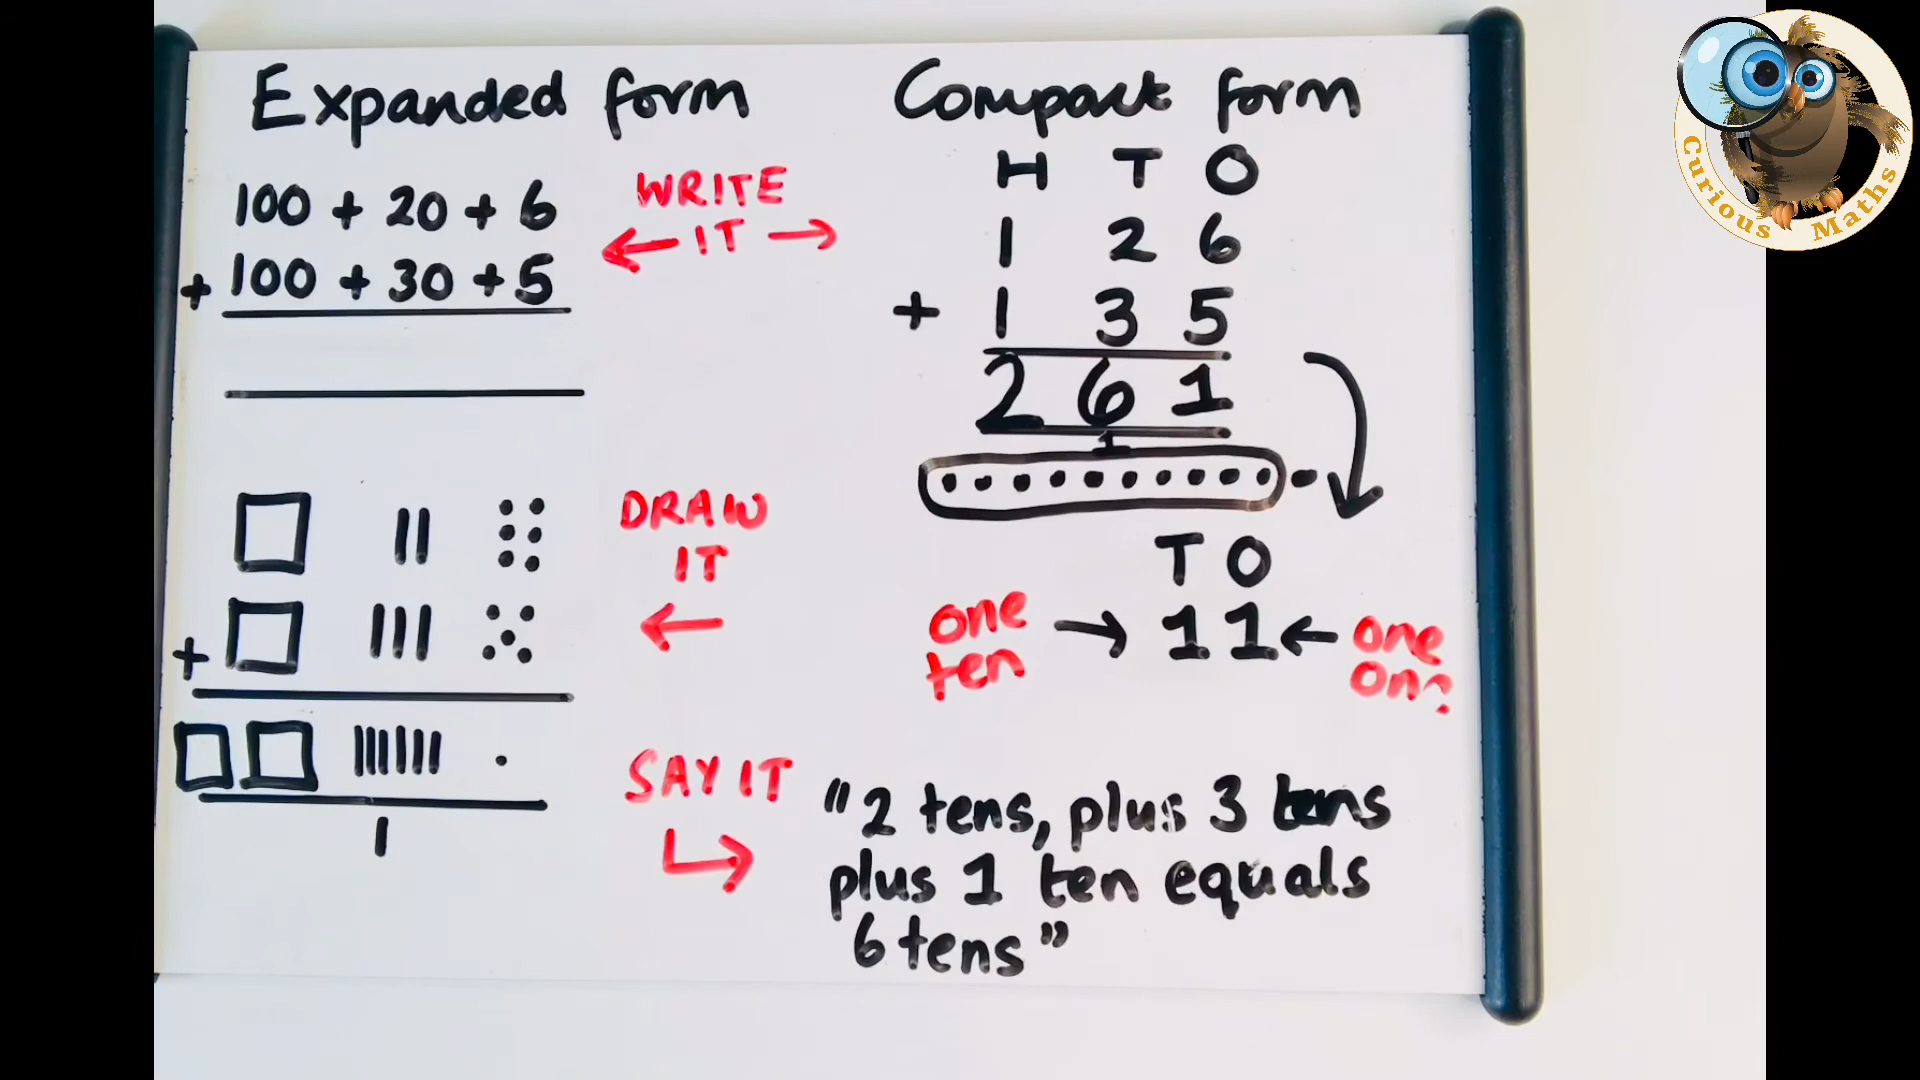 Expanded form
100 + 20 + 6
+ 100 + 30 + 5
WRITE
IT
DRAW
IT
+
1
SAY IT
Compact form
H T O
1 2 6
+ 1 3 5
2 6 1
1
T O
one
ten
11
one
"2 tens, plus 3 tens
plus 1 ten equals
6 tens"
Curious Maths